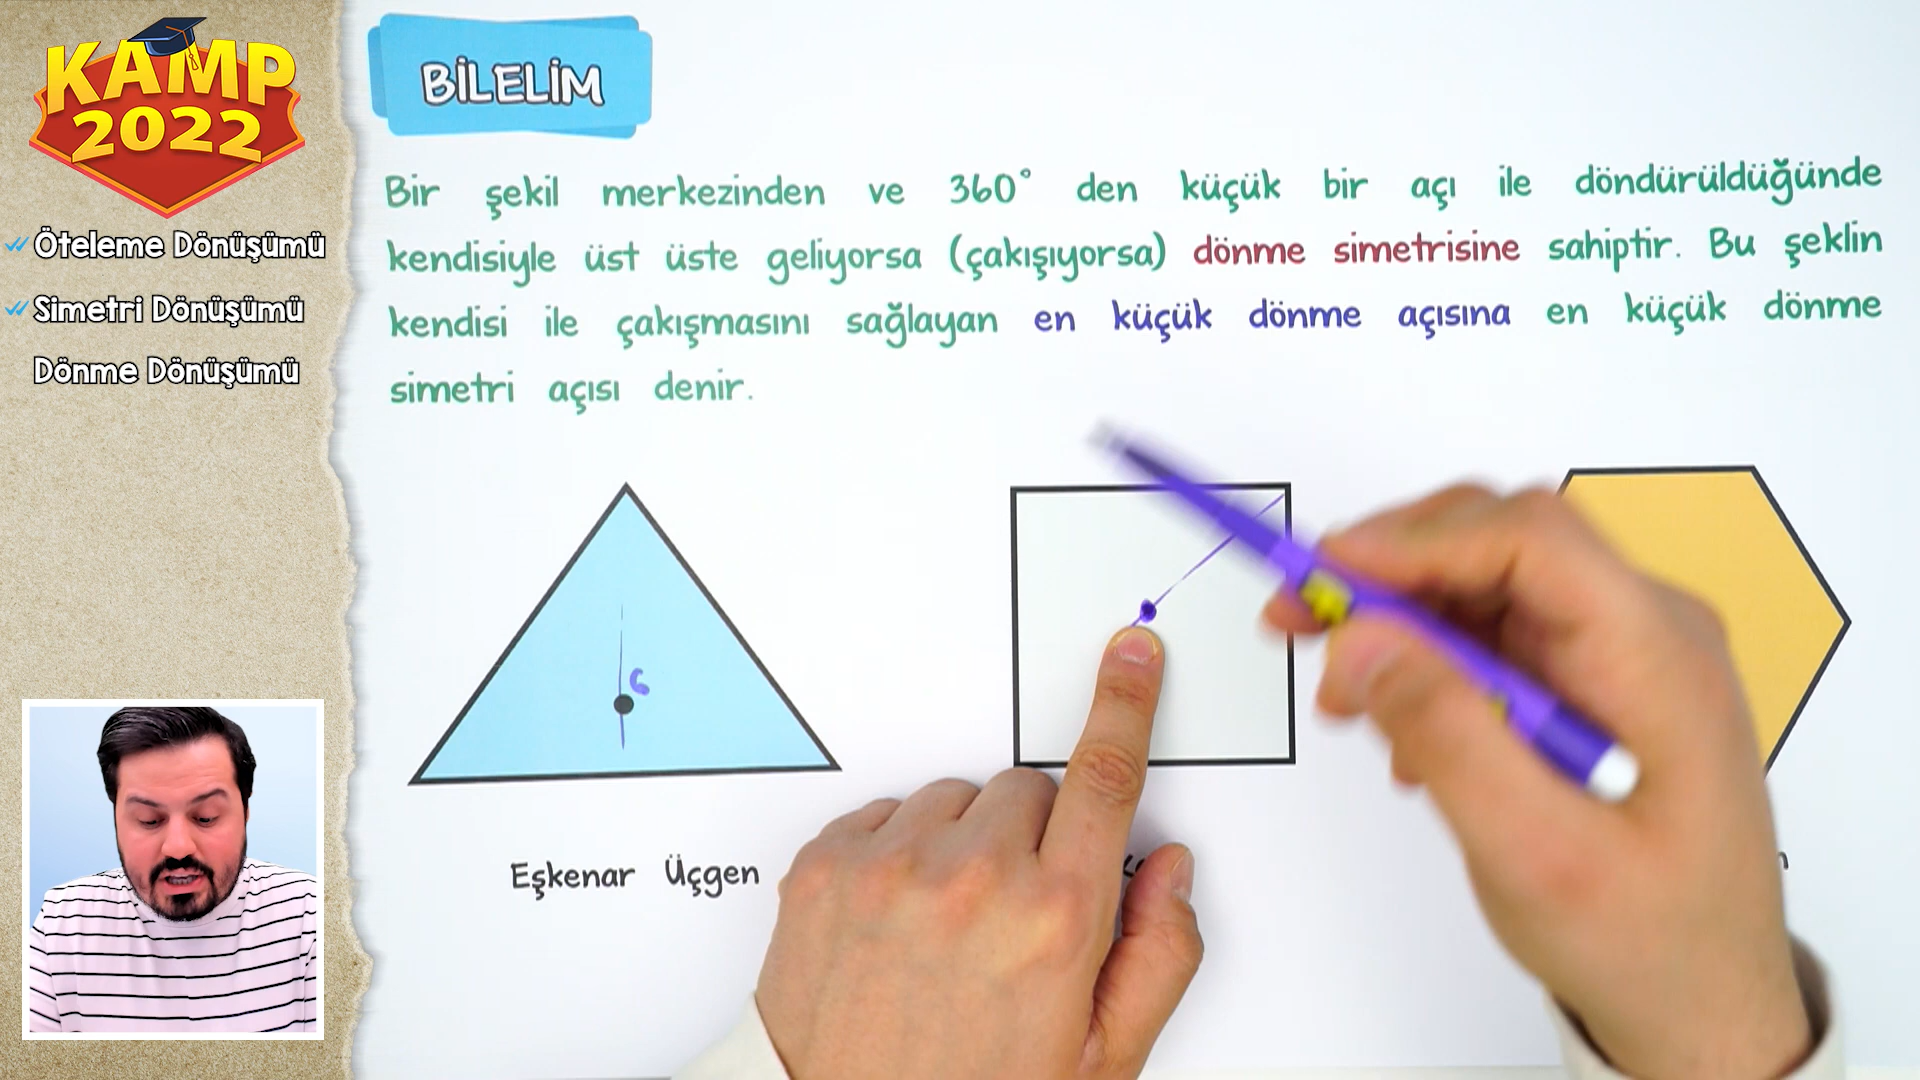 KAMP
2022
Öteleme Dönüşümü
Simetri Dönüşümü
Dönme Dönüşümü
BİLELİM
Bir şekil merkezinden ve 360° den küçük bir açı ile döndürüldüğünde
kendisiyle üst üste geliyorsa (çakışıyorsa) dönme simetrisine sahiptir. Bu şeklin
kendisi ile çakışmasını sağlayan en küçük dönme açısına en küçük dönme
simetri açısı denir.
Eşkenar Üçgen